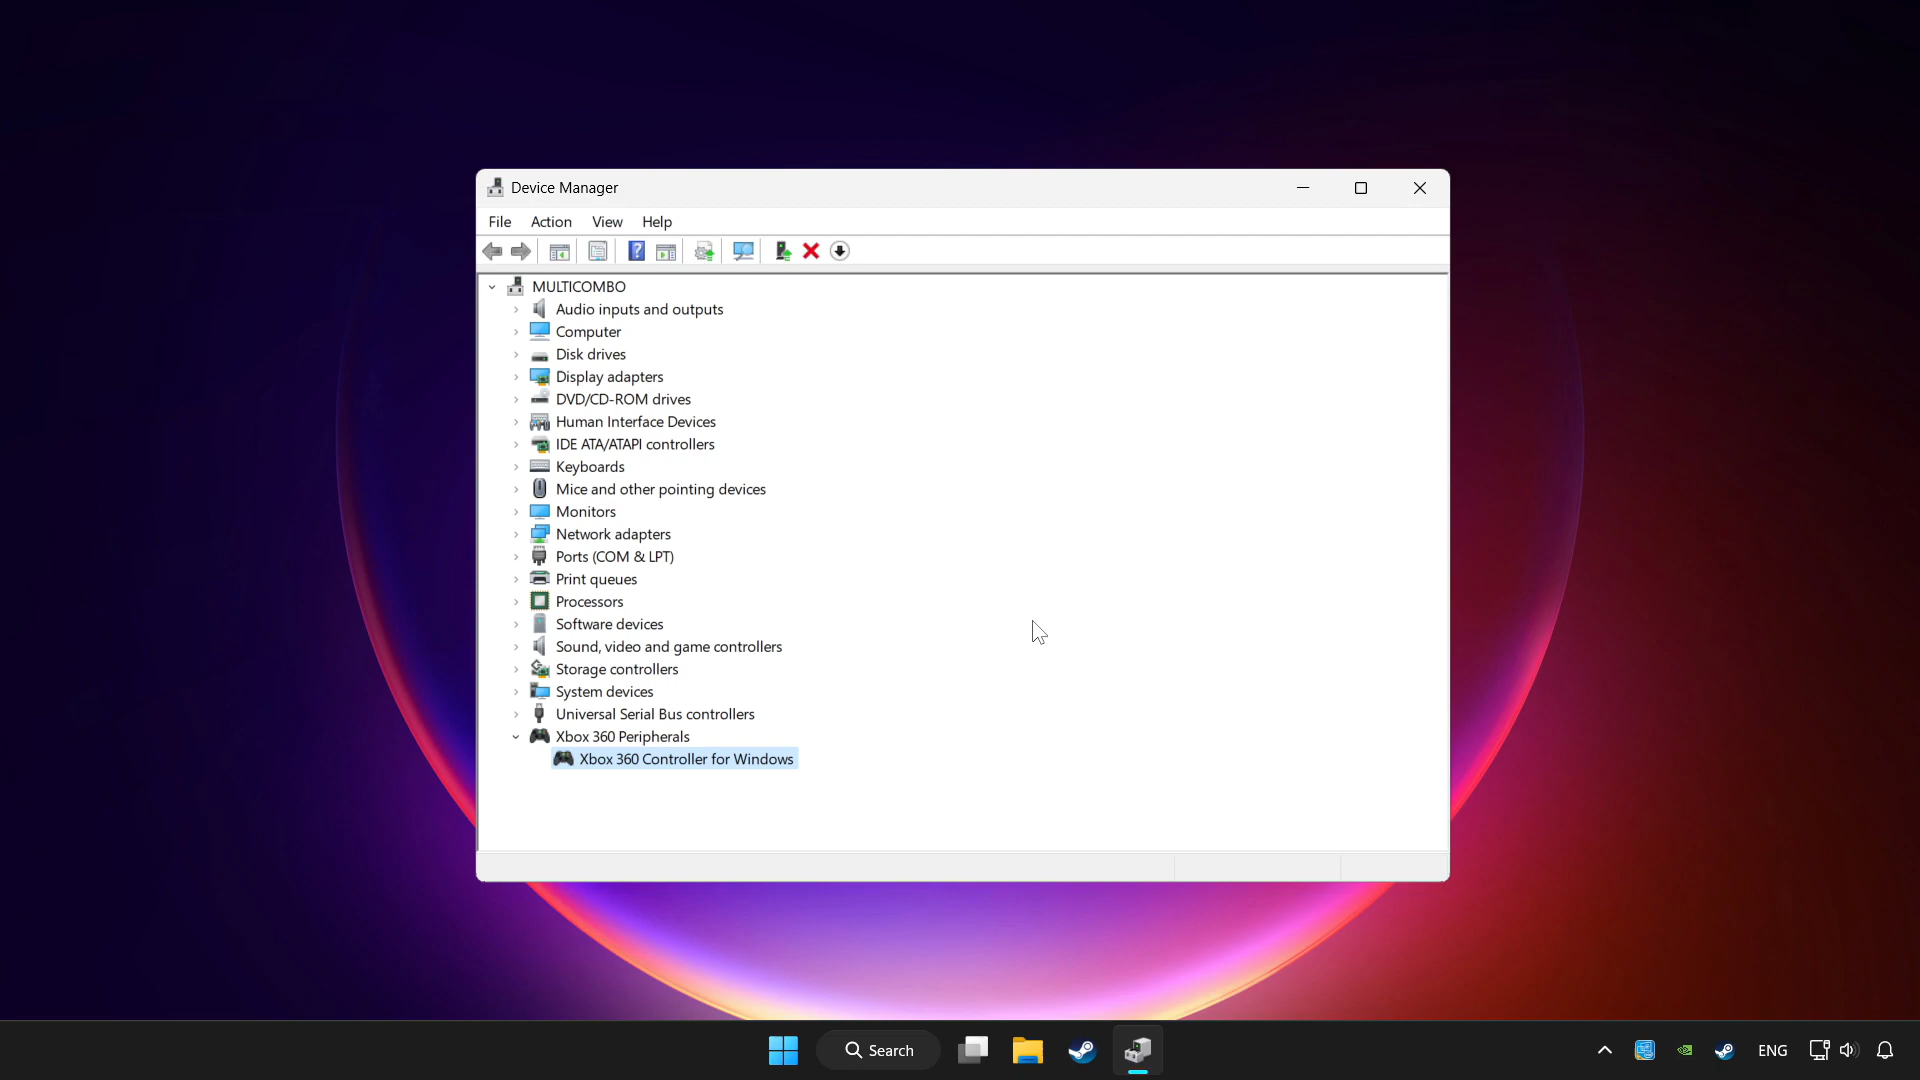 Device Manager
File Action View Help
MULTICOMBO
Audio inputs and outputs
Computer
Disk drives
Display adapters
DVD/CD-ROM drives
Human Interface Devices
IDE ATA/ATAPI controllers
Keyboards
Mice and other pointing devices
Monitors
Network adapters
Ports (COM & LPT)
Print queues
Processors
Software devices
Sound, video and game controllers
Storage controllers
System devices
Universal Serial Bus controllers
Xbox 360 Peripherals
Xbox 360 Controller for Windows
Search
ENG